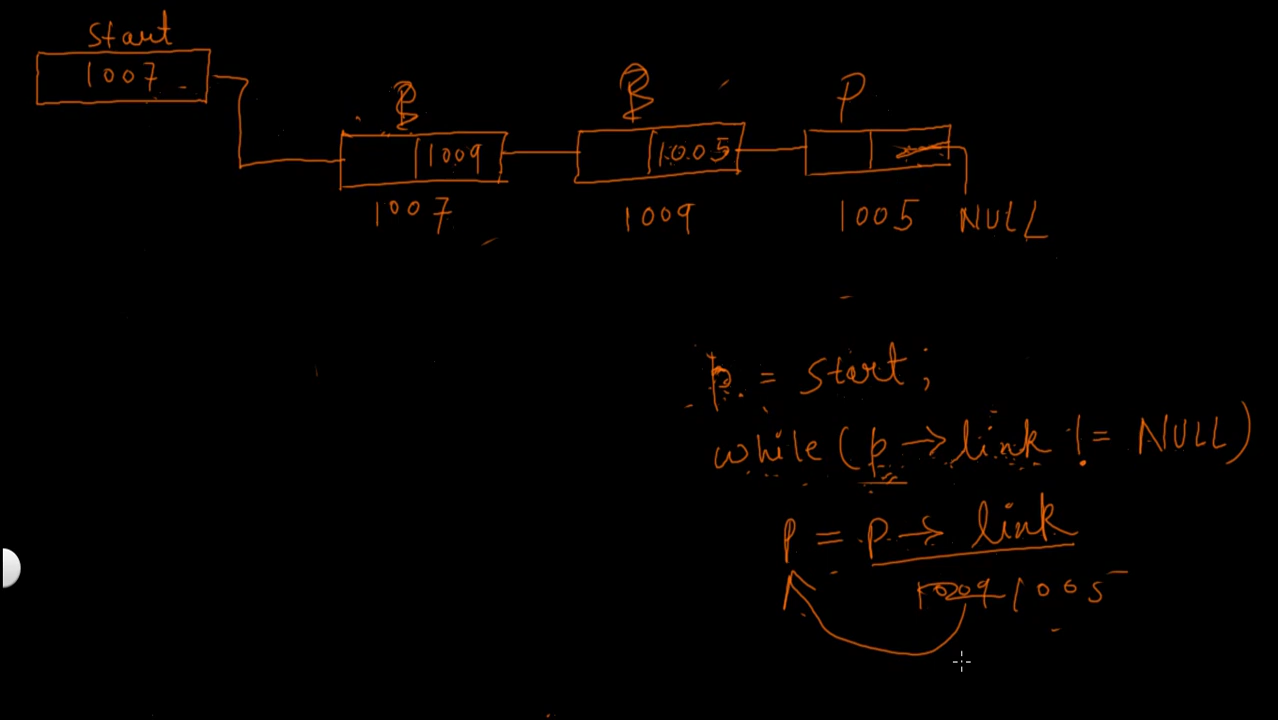 start
1007
P P P
1009 1005
1007 1009 1005 NULL
p = start;
while (p → link != NULL)
p = p → link
1009 1005